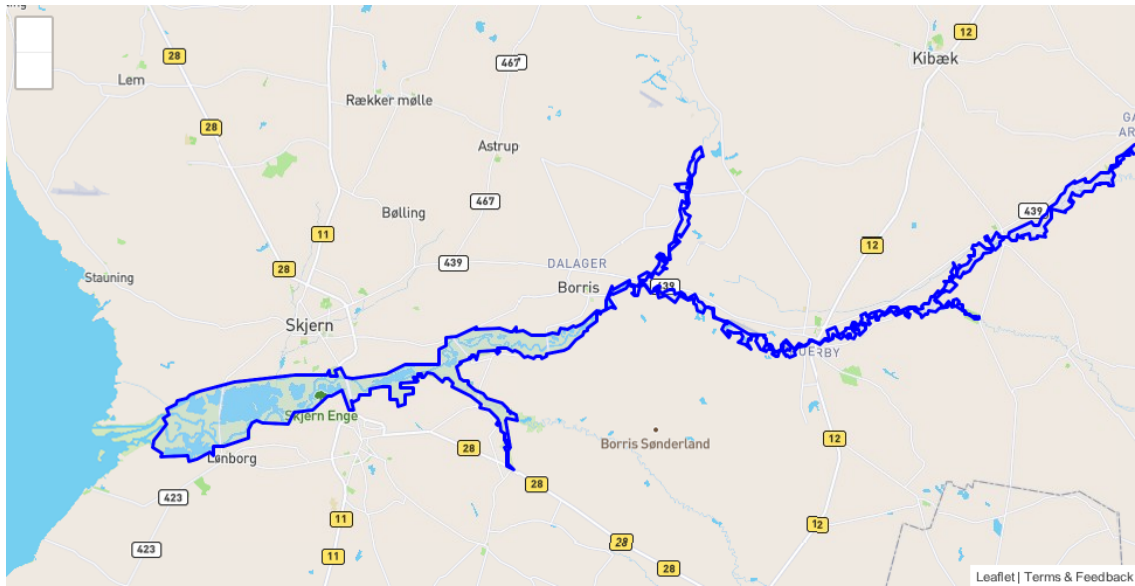 12
Kibæk
28
467
Lem
Rækker mølle
28
Astrup
467
Bølling
439
11
12
28
439
DALAGER
Stauning
Borris
439
Skjern
Skjern Enge
Borris Sønderland
28
12
Lønborg
28
423
11
12
28
423
11
28
Leaflet | Terms & Feedback